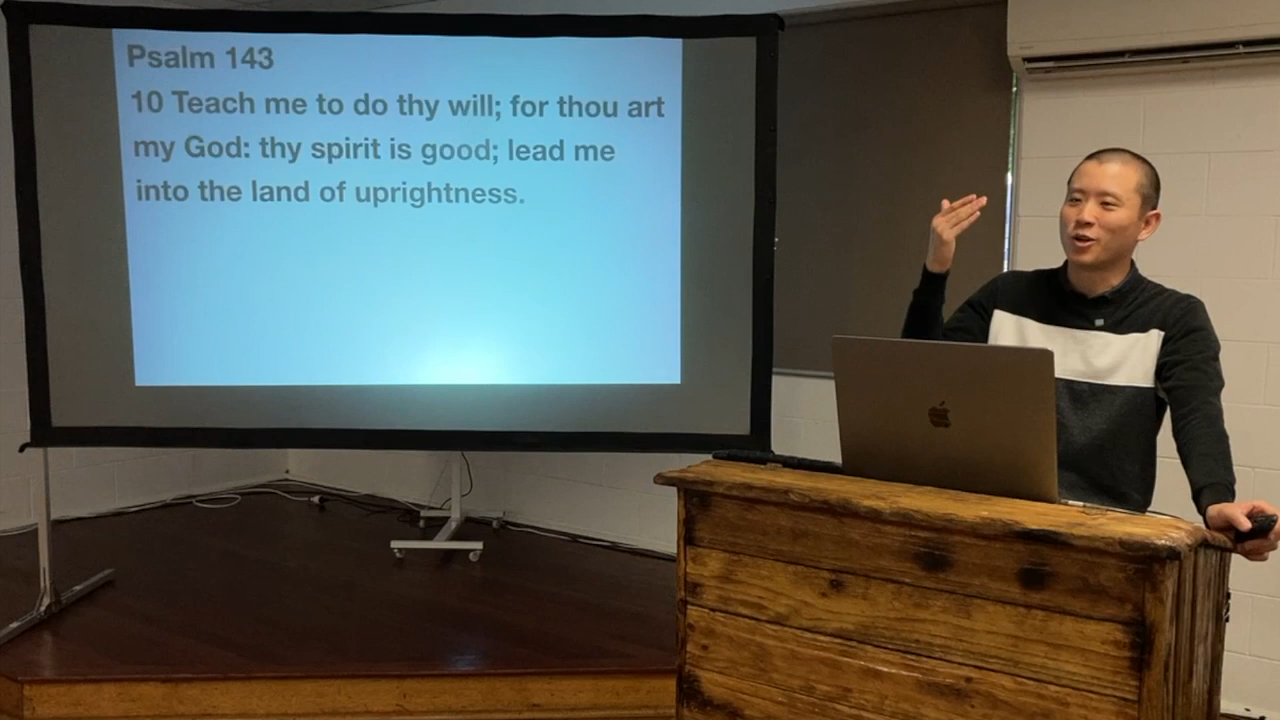 Psalm 143
10 Teach me to do thy will; for thou art
my God: thy spirit is good; lead me
into the land of uprightness.